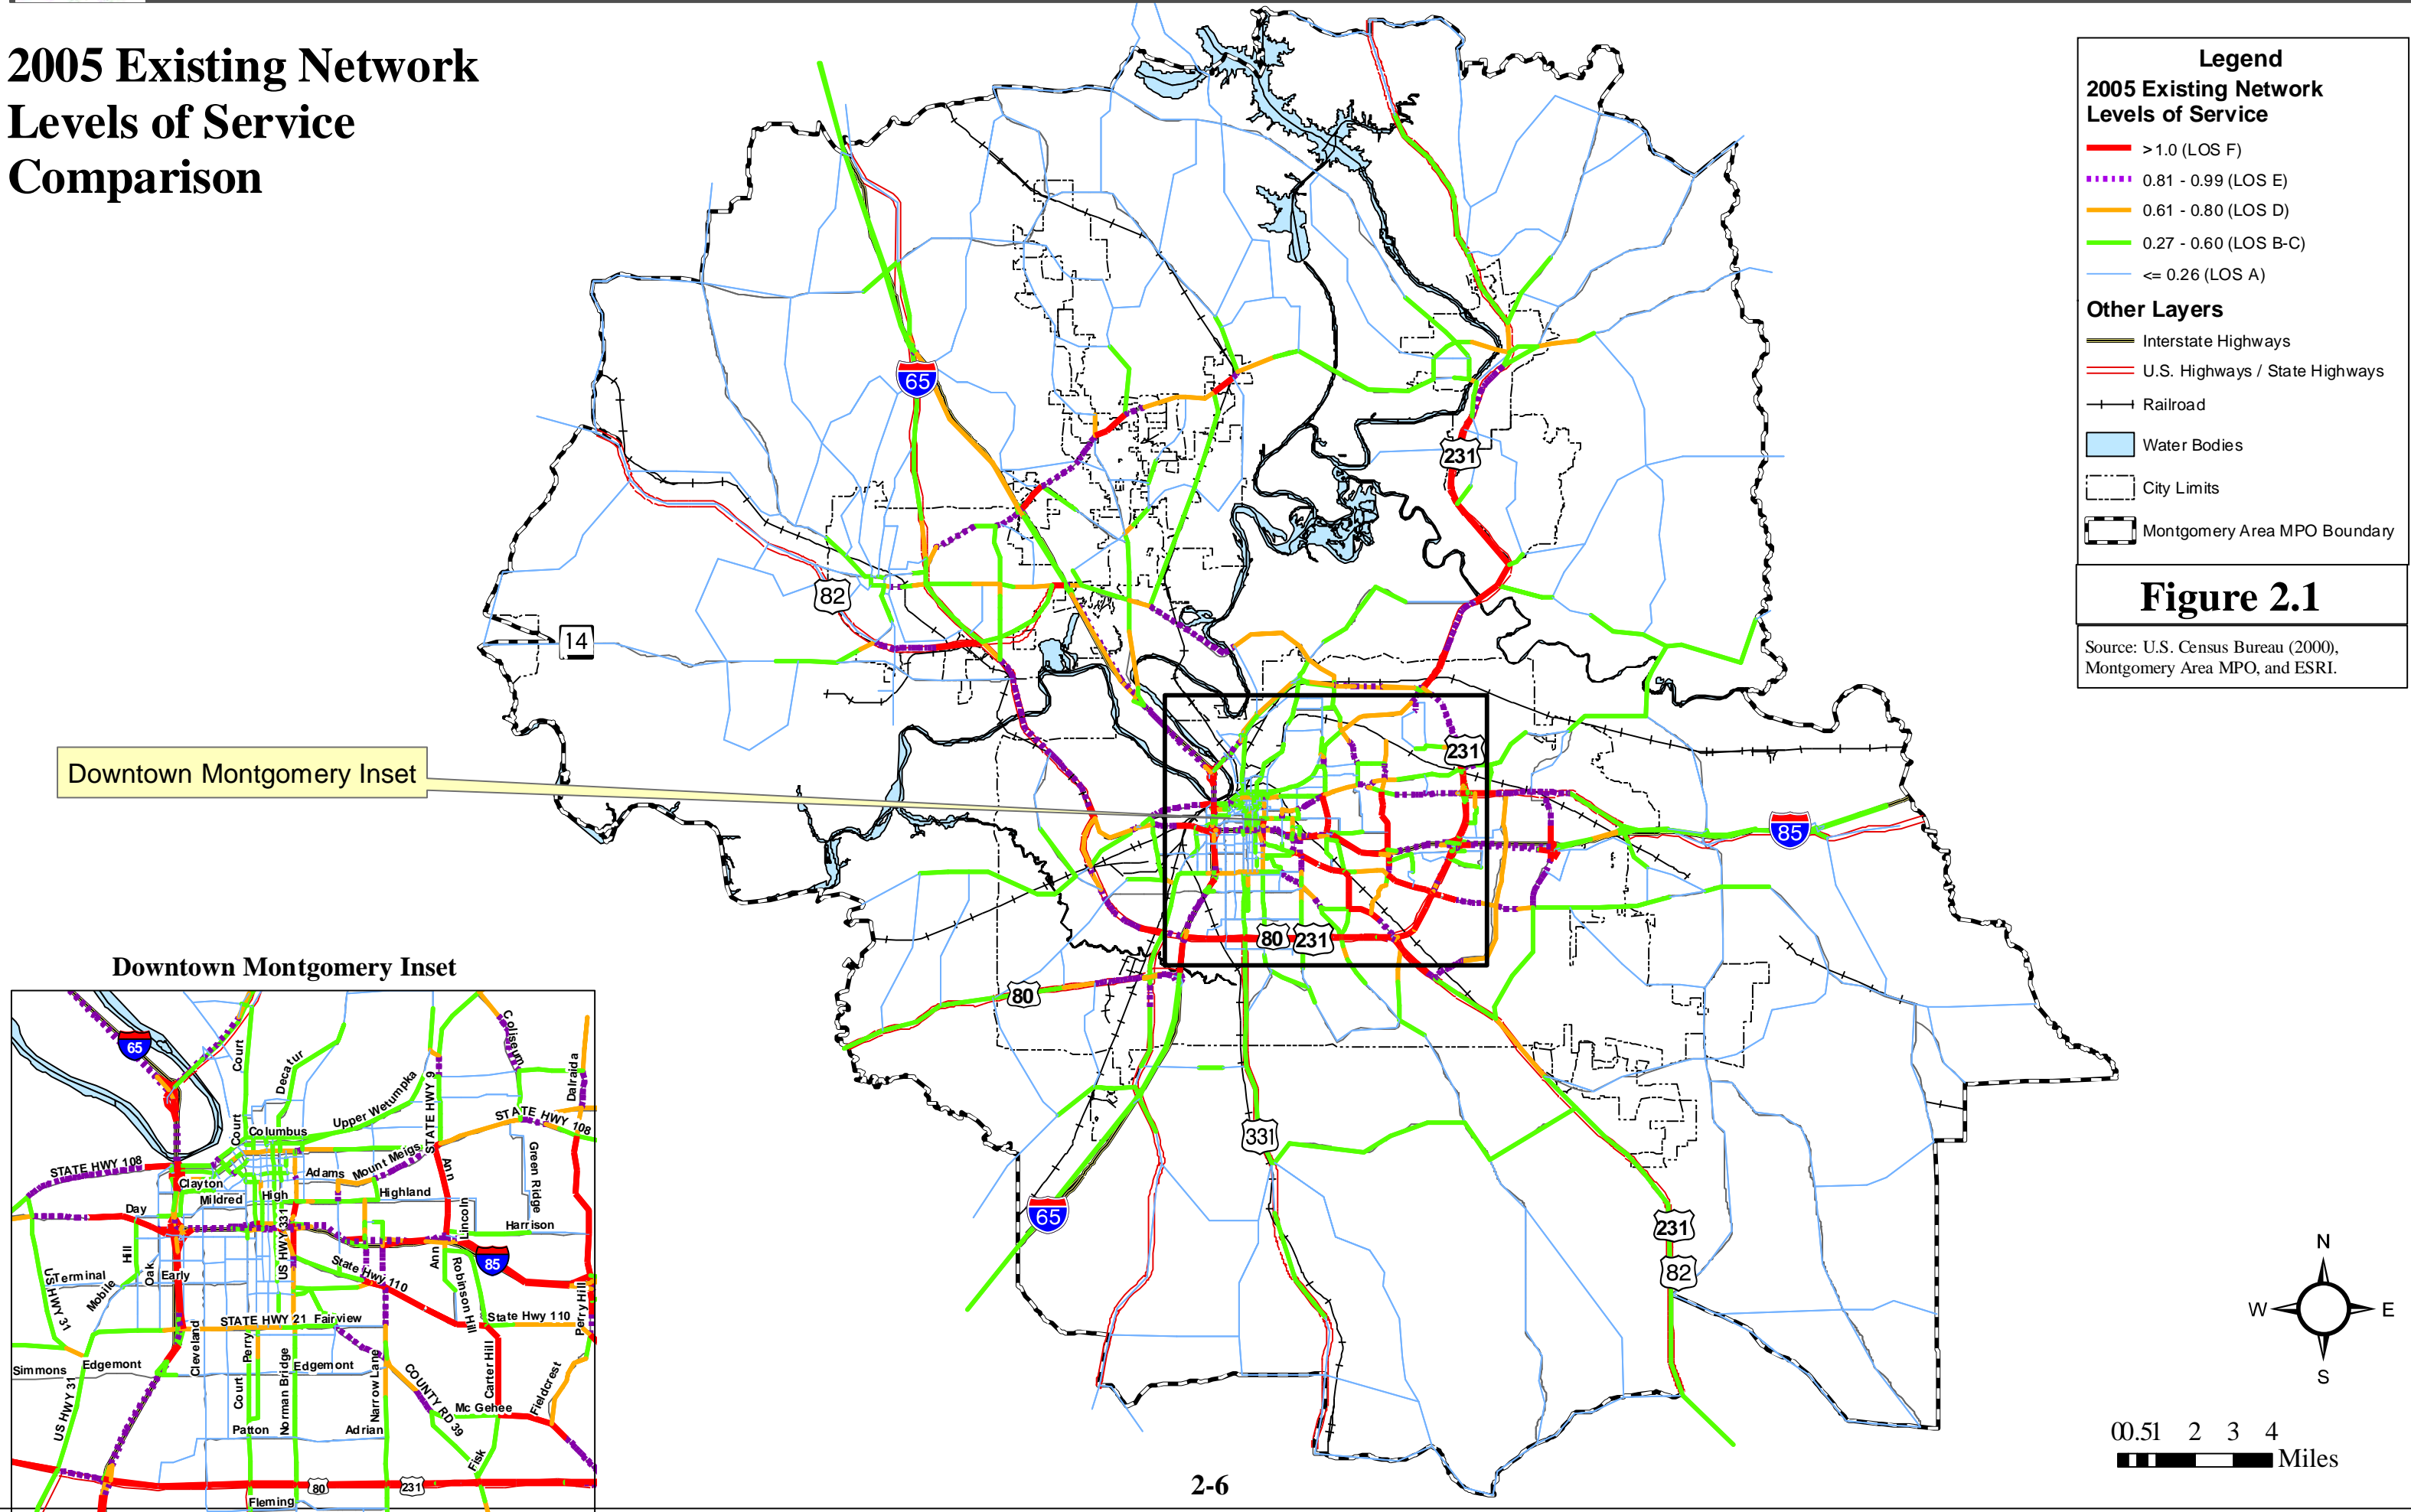 2005 Existing Network
Levels of Service
Comparison
Legend
2005 Existing Network
Levels of Service
>1.0 (LOS F)
0.81 - 0.99 (LOS E)
0.61 - 0.80 (LOS D)
0.27 - 0.60 (LOS B-C)
<= 0.26 (LOS A)
Other Layers
Interstate Highways
U.S. Highways / State Highways
Railroad
Water Bodies
City Limits
Montgomery Area MPO Boundary
Figure 2.1
Source: U.S. Census Bureau (2000),
Montgomery Area MPO, and ESRI.
65
231
82
14
231
Downtown Montgomery Inset
85
80
231
80
331
65
231
82
Downtown Montgomery Inset
65
Court
Decatur
Coliseum
Dalraida
Upper Wetumpka
STATE HWY 9
STATE HWY 108
Court
Columbus
STATE HWY 108
Adams
Mount Meigs
Ann
Green Ridge
Clayton
Mildred
High
Highland
Day
US HWY 331
Lincoln
Harrison
Hill
Oak
Ann
85
US HWY 31
Terminal
Mobile
Early
State Hwy 110
Robinson Hill
Perry Hill
STATE HWY 21
Fairview
State Hwy 110
Cleveland
Perry
Simmons
Edgemont
Edgemont
Norman Bridge
Narrow Lane
COUNTY RD 39
Carter Hill
Fieldcrest
US HWY 31
Court
Mc Gehee
Patton
Adrian
Fisk
80
231
Fleming
N
W
E
S
0
0.5
1
2
3
4
Miles
2-6